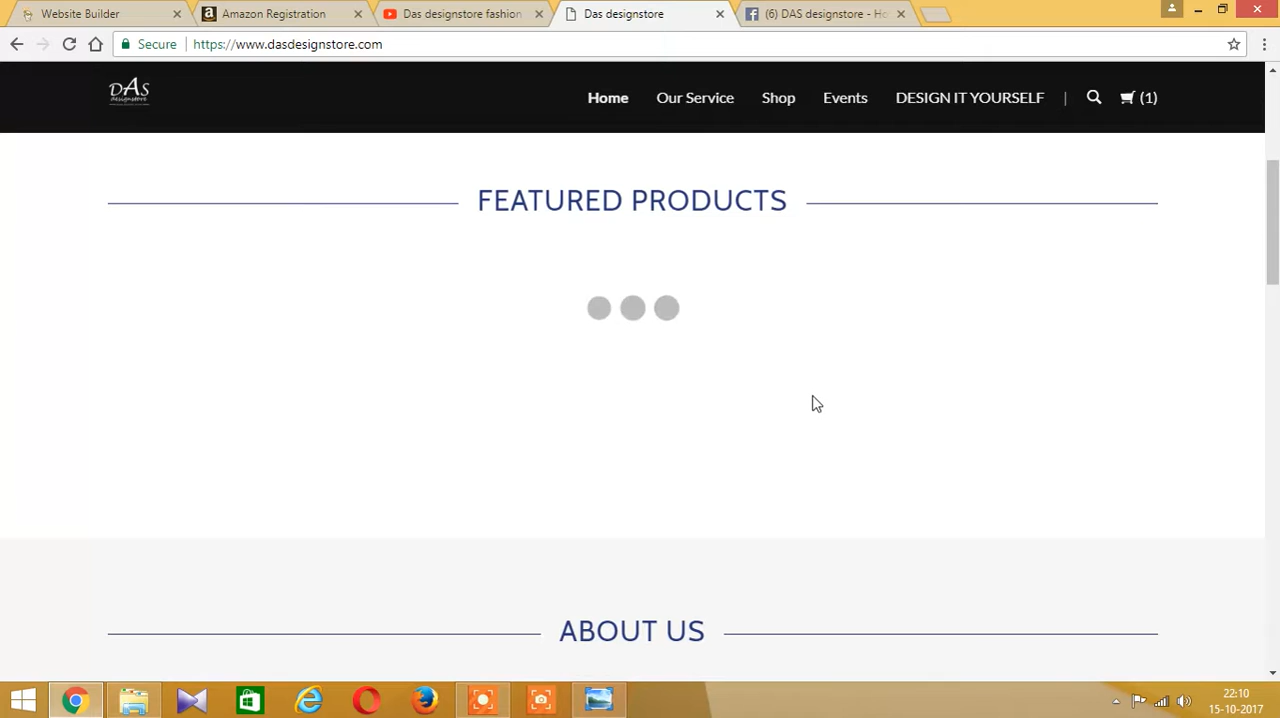 Website Builder
Amazon Registration
Das designstore fashion
Das designstore
(6) DAS designstore - Ho
Secure
https://www.dasdesignstore.com
DAS
designstore
Home
Our Service
Shop
Events
DESIGN IT YOURSELF
(1)
FEATURED PRODUCTS
ABOUT US
22:10
15-10-2017